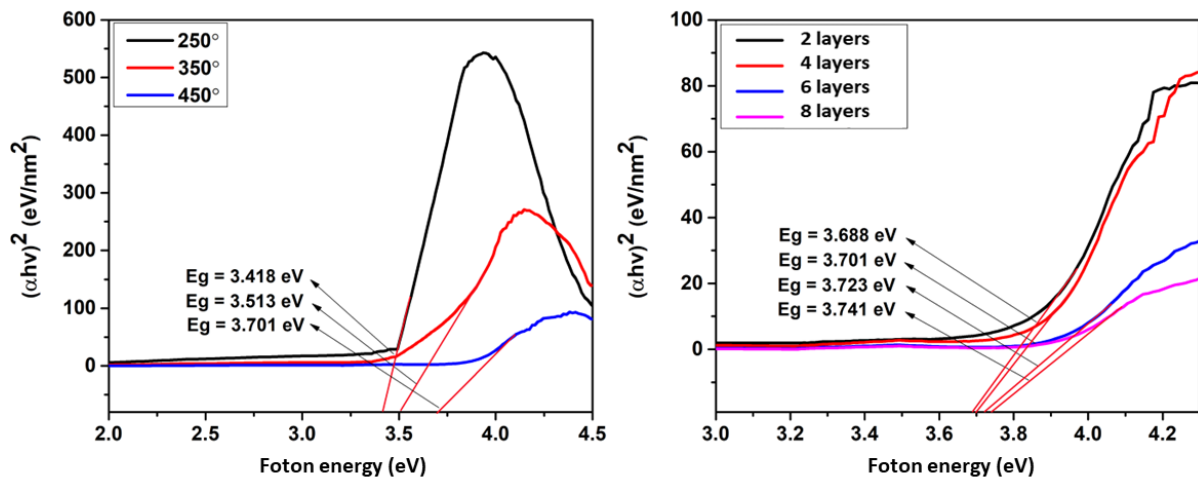 600
500
400
300
200
100
0
2.0
2.5
3.0
3.5
4.0
4.5
(αhν)2 (eV/nm2)
Foton energy (eV)
250°
350°
450°
Eg = 3.418 eV
Eg = 3.513 eV
Eg = 3.701 eV
100
80
60
40
20
0
3.0
3.2
3.4
3.6
3.8
4.0
4.2
(αhν)2 (eV/nm2)
Foton energy (eV)
2 layers
4 layers
6 layers
8 layers
Eg = 3.688 eV
Eg = 3.701 eV
Eg = 3.723 eV
Eg = 3.741 eV